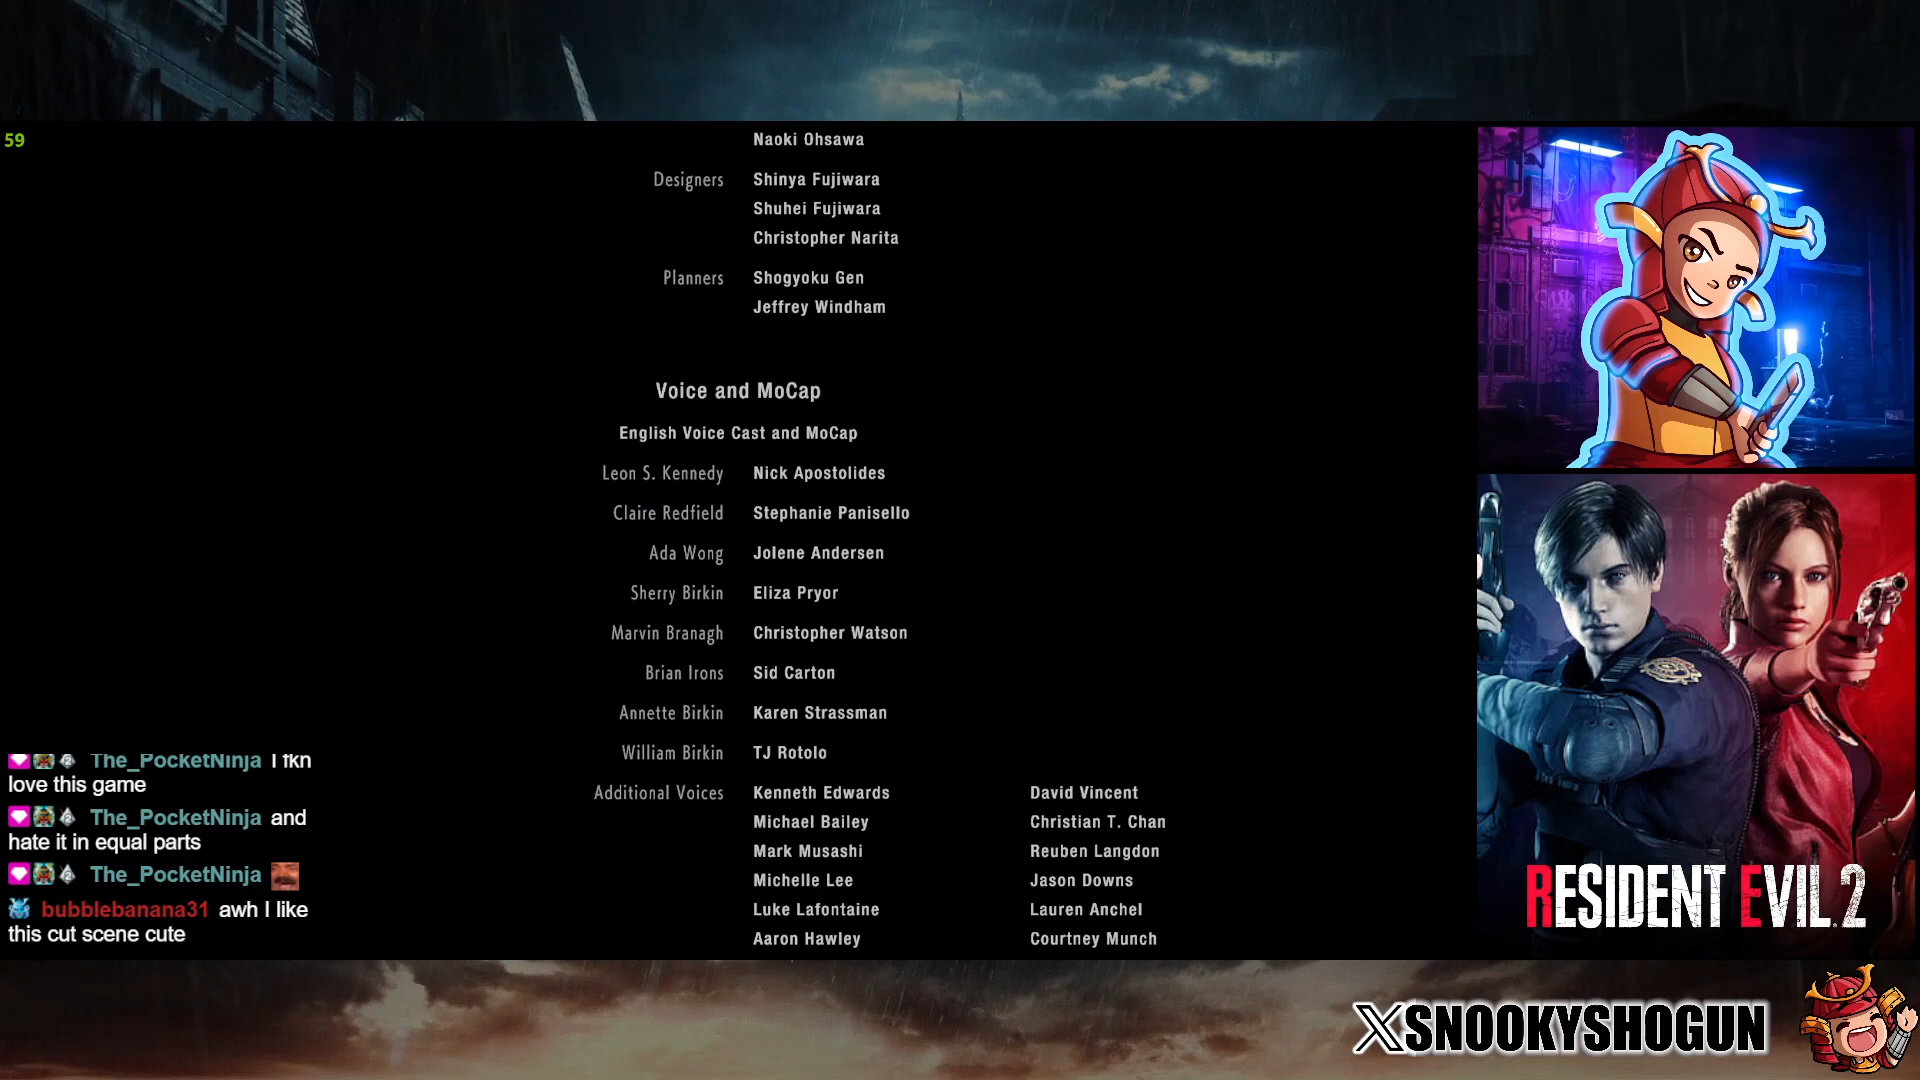 59
Naoki Ohsawa
Designers Shinya Fujiwara
Shuhei Fujiwara
Christopher Narita
Planners Shogyoku Gen
Jeffrey Windham
Voice and MoCap
English Voice Cast and MoCap
Leon S. Kennedy Nick Apostolides
Claire Redfield Stephanie Panisello
Ada Wong Jolene Andersen
Sherry Birkin Eliza Pryor
Marvin Branagh Christopher Watson
Brian Irons Sid Carton
Annette Birkin Karen Strassman
William Birkin TJ Rotolo
Additional Voices Kenneth Edwards David Vincent
Michael Bailey Christian T. Chan
Mark Musashi Reuben Langdon
Michelle Lee Jason Downs
Luke Lafontaine Lauren Anchel
Aaron Hawley Courtney Munch
The_PocketNinja I fkn
love this game
The_PocketNinja and
hate it in equal parts
The_PocketNinja
bubblebanana31 awh I like
this cut scene cute
RESIDENT EVIL.2
XSNOOKYSHOGUN